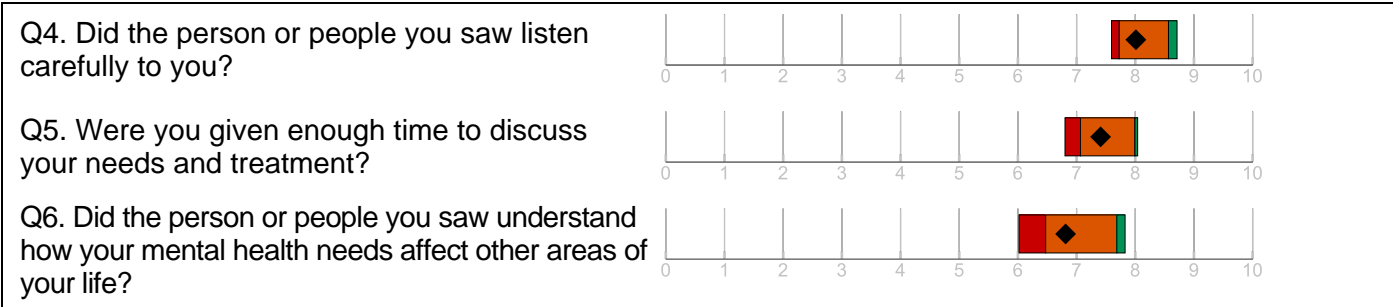 Q4. Did the person or people you saw listen
carefully to you?
0 1 2 3 4 5 6 7 8 9 10
Q5. Were you given enough time to discuss
your needs and treatment?
0 1 2 3 4 5 6 7 8 9 10
Q6. Did the person or people you saw understand
how your mental health needs affect other areas of
your life?
0 1 2 3 4 5 6 7 8 9 10